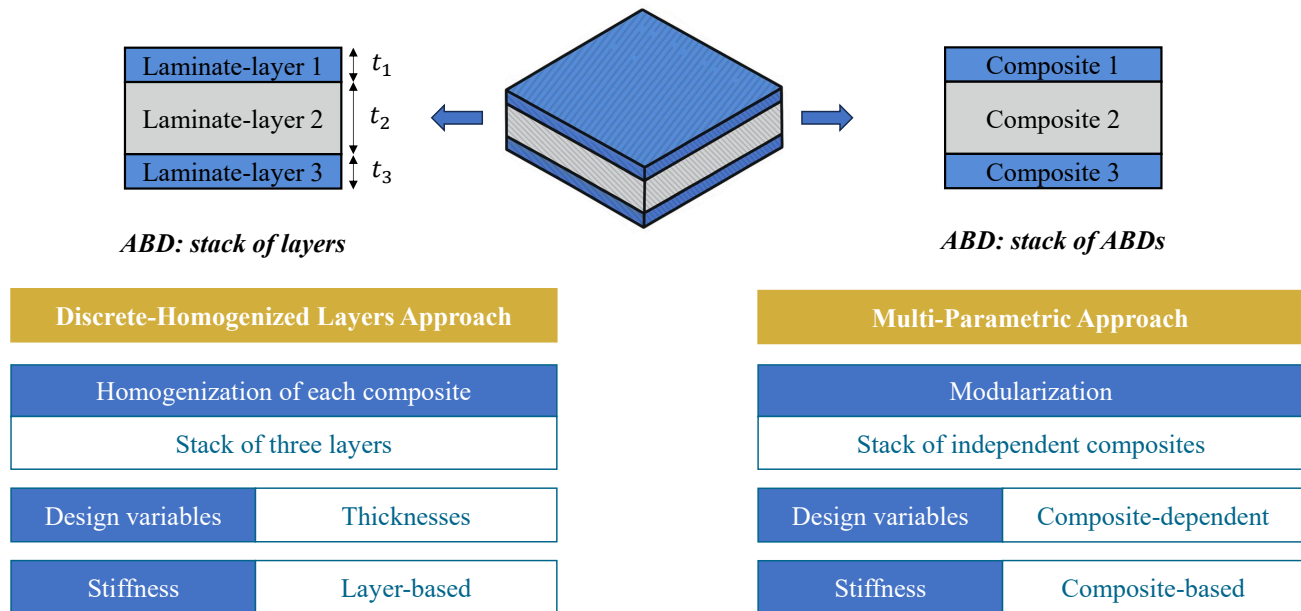 Laminate-layer 1
t₁
Laminate-layer 2
t₂
Laminate-layer 3
t₃
ABD: stack of layers
Composite 1
Composite 2
Composite 3
ABD: stack of ABDs
Discrete-Homogenized Layers Approach
Homogenization of each composite
Stack of three layers
Design variables
Thicknesses
Stiffness
Layer-based
Multi-Parametric Approach
Modularization
Stack of independent composites
Design variables
Composite-dependent
Stiffness
Composite-based